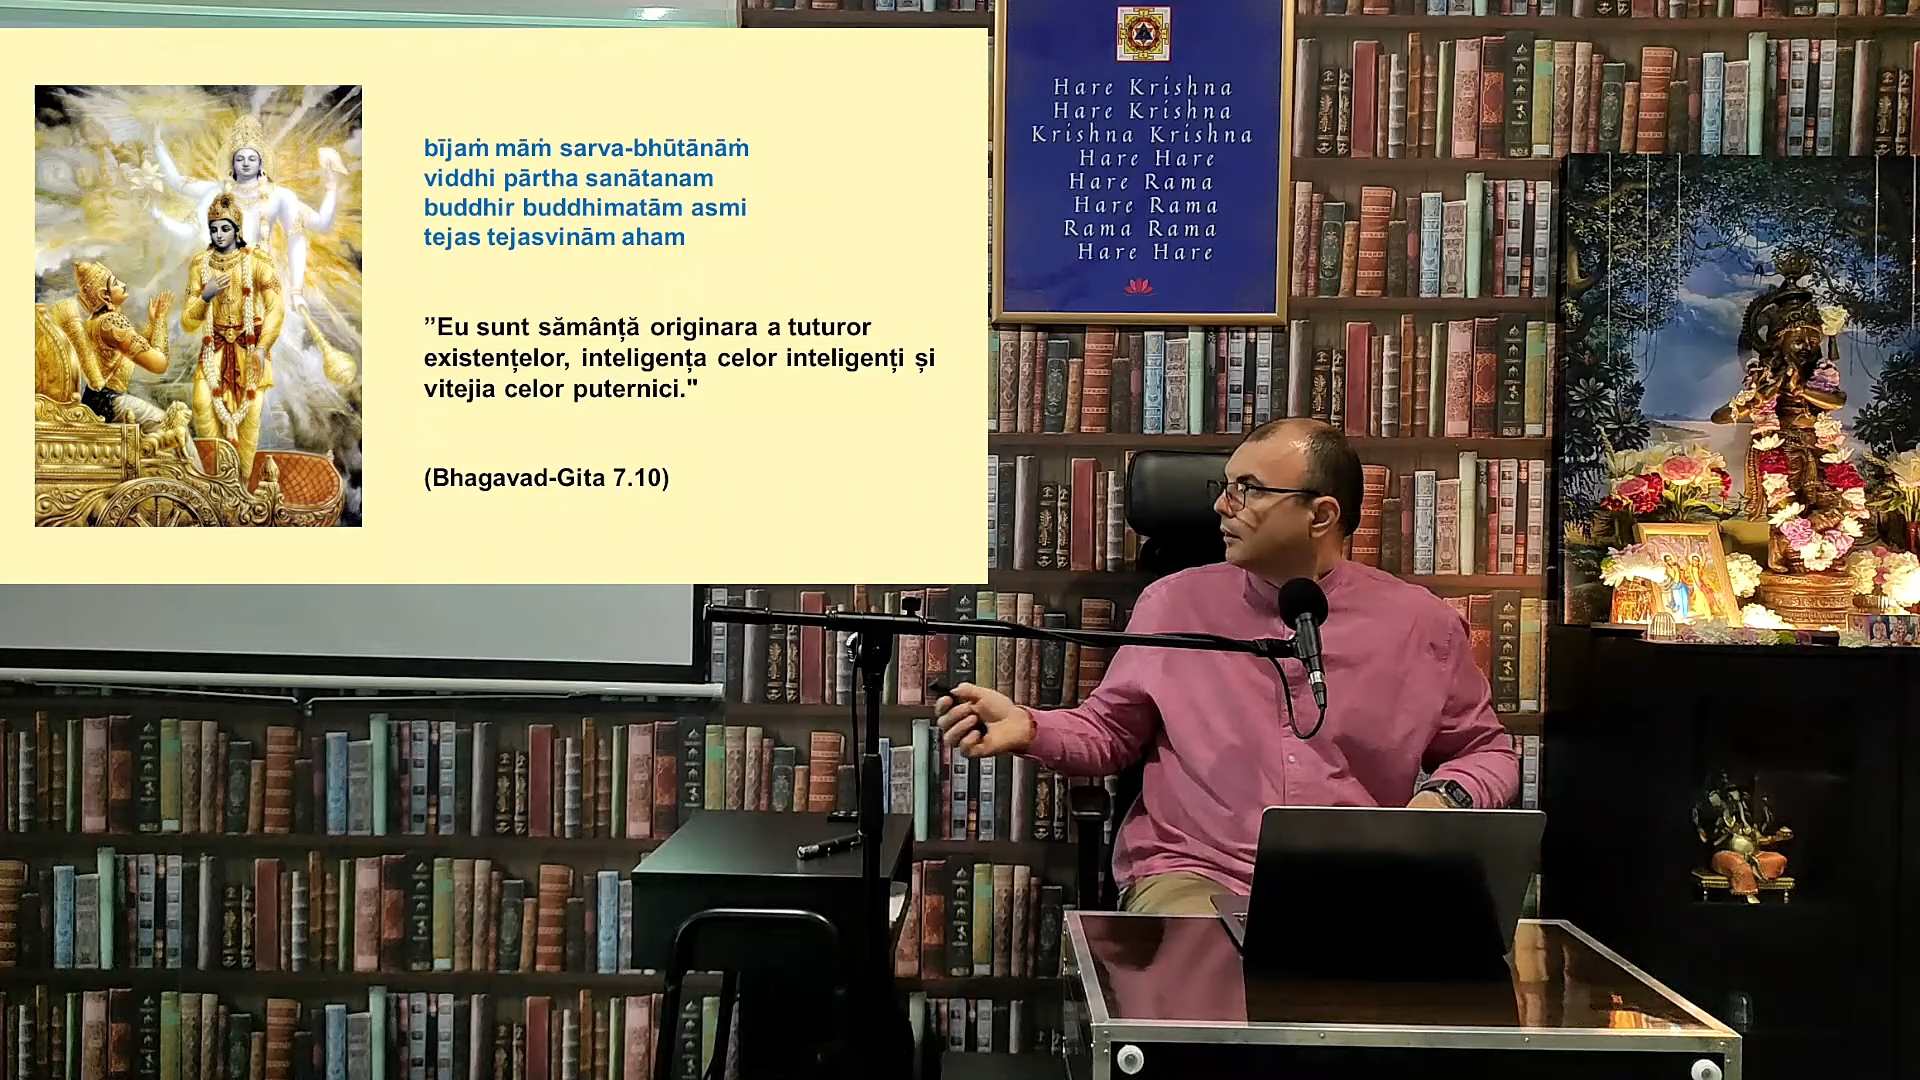 bījaṁ māṁ sarva-bhūtānāṁ
viddhi pārtha sanātanam
buddhir buddhimatām asmi
tejas tejasvinām aham
”Eu sunt sămânță originara a tuturor
existențelor, inteligența celor inteligenți și
vitejia celor puternici."
(Bhagavad-Gita 7.10)
Hare Krishna
Hare Krishna
Krishna Krishna
Hare Hare
Hare Rama
Hare Rama
Rama Rama
Hare Hare